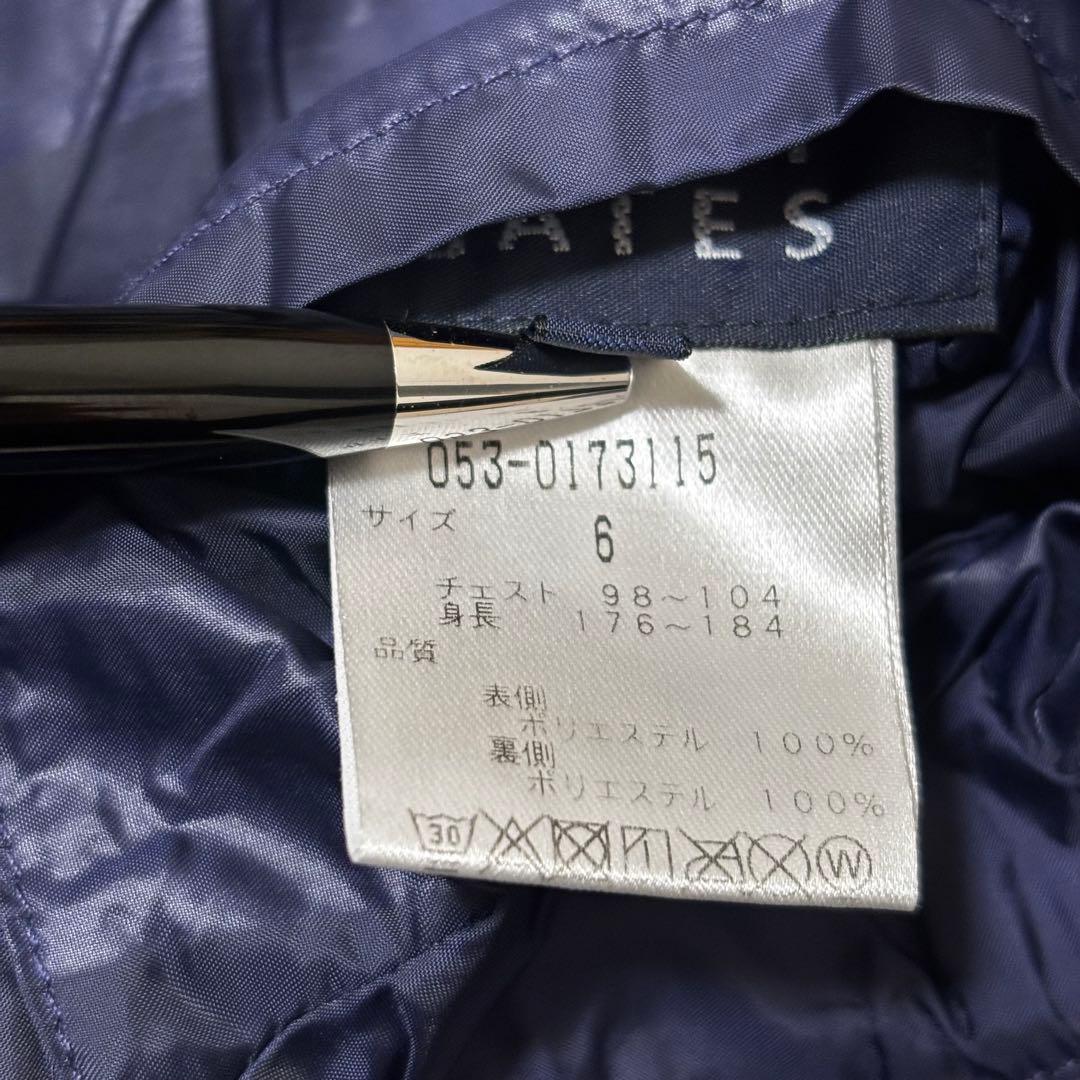 053-0173115
サイズ 6
チェスト 98~104
身長 176~184
品質
表側
ポリエステル 100%
裏側
ポリエステル 100%
30 W